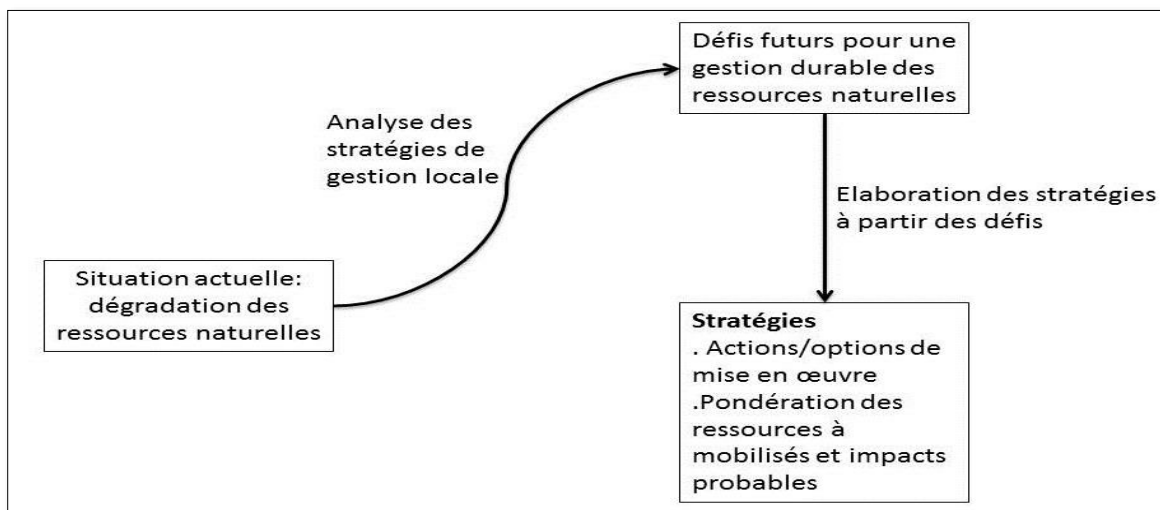 Défis futurs pour une
gestion durable des
ressources naturelles
Analyse des
stratégies de
gestion locale
Elaboration des stratégies
à partir des défis
Situation actuelle:
dégradation des
ressources naturelles
Stratégies
. Actions/options de
mise en œuvre
.Pondération des
ressources à
mobilisés et impacts
probables